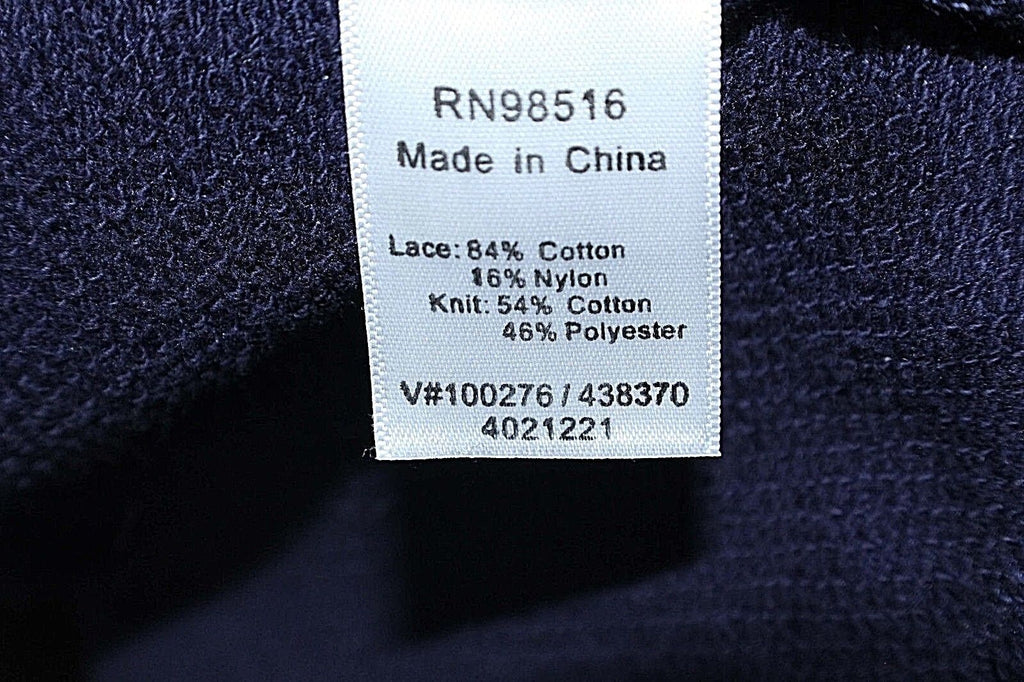 RN98516
Made in China
Lace: 84% Cotton
16% Nylon
Knit: 54% Cotton
46% Polyester
V#100276 / 438370
4021221